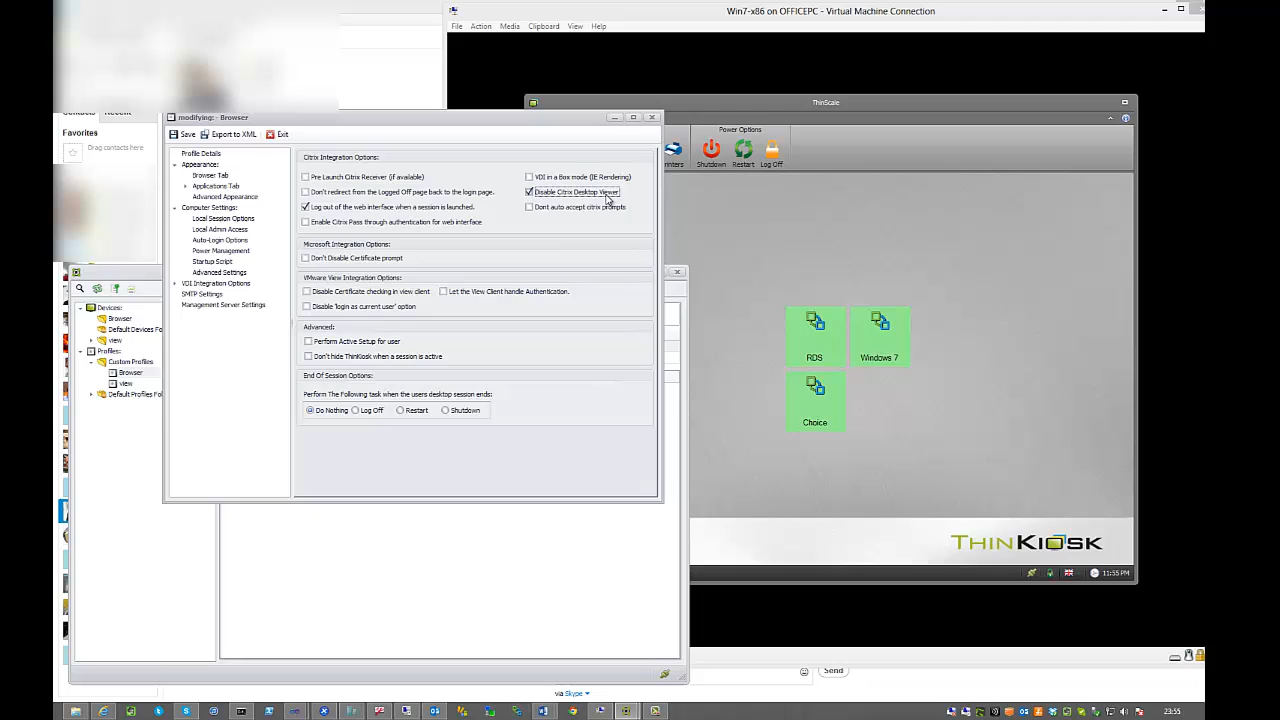 Win7-x86 on OFFICEPC - Virtual Machine Connection
File Action Media Clipboard View Help
Recent
Favorites
Drag contacts here
modifying: - Browser
Save Export to XML Exit
Profile Details
Appearance:
Browser Tab
Applications Tab
Advanced Appearance
Computer Settings:
Local Session Options
Local Admin Access
Auto-Login Options
Power Management
Startup Script
Advanced Settings
VDI Integration Options
SMTP Settings
Management Server Settings
Citrix Integration Options:
Pre Launch Citrix Receiver (if available)
VDI in a Box mode (IE Rendering)
Don't redirect from the Logged Off page back to the login page.
Disable Citrix Desktop Viewer
Log out of the web interface when a session is launched.
Dont auto accept citrix prompts
Enable Citrix Pass through authentication for web interface
Microsoft Integration Options:
Don't Disable Certificate prompt
VMware View Integration Options:
Disable Certificate checking in view client
Let the View Client handle Authentication.
Disable 'login as current user' option
Advanced:
Perform Active Setup for user
Don't hide ThinKiosk when a session is active
End Of Session Options:
Perform The Following task when the users desktop session ends:
Do Nothing Log Off Restart Shutdown
Devices:
Browser
Default Devices Fo
view
Profiles:
Custom Profiles
Browser
view
Default Profiles Fol
ThinScale
Power Options
Shutdown Restart Log Off
RDS
Windows 7
Choice
THINKIOSK
11:55 PM
Send
via Skype
23:55